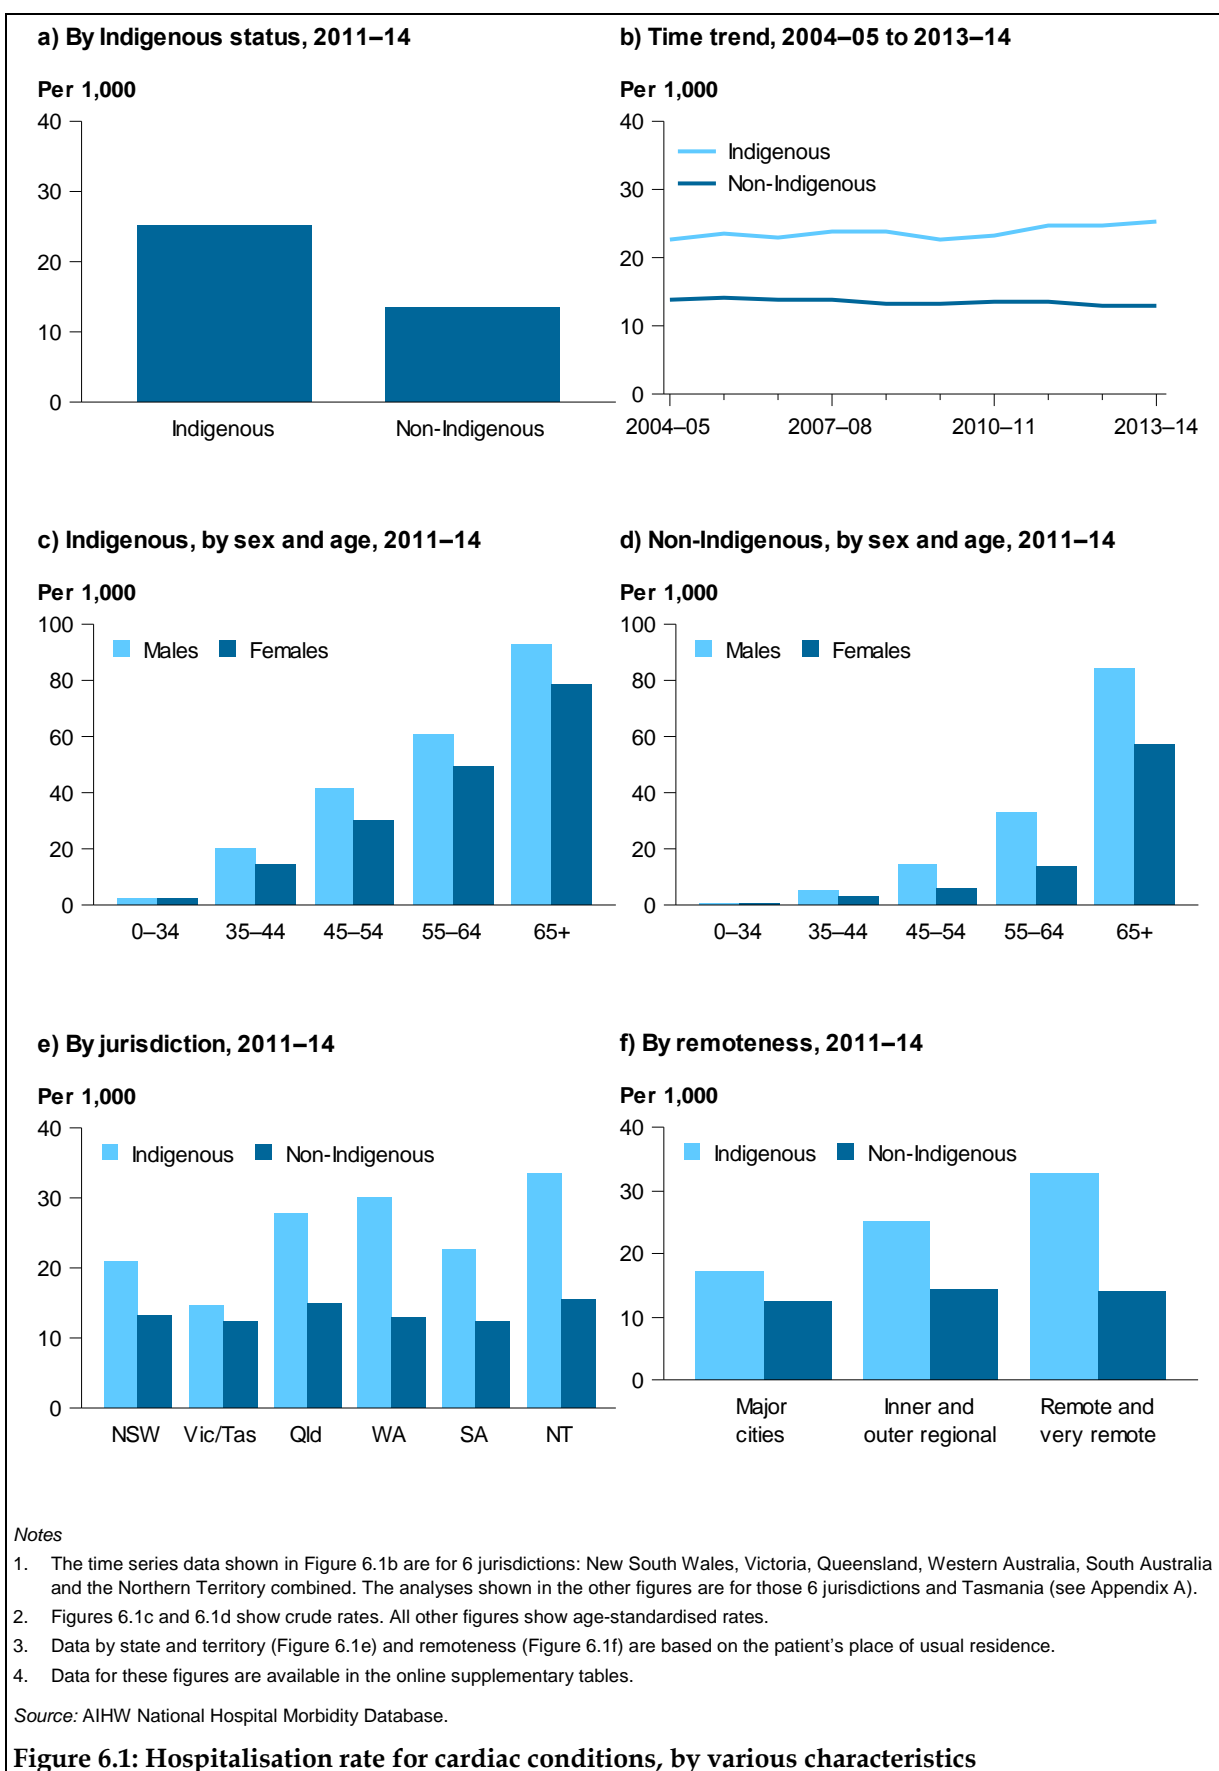 a) By Indigenous status, 2011–14
Per 1,000
40
30
20
10
0
Indigenous
Non-Indigenous
b) Time trend, 2004–05 to 2013–14
Per 1,000
40
30
20
10
0
Indigenous
Non-Indigenous
2004–05
2007–08
2010–11
2013–14
c) Indigenous, by sex and age, 2011–14
Per 1,000
100
80
60
40
20
0
Males
Females
0–34
35–44
45–54
55–64
65+
d) Non-Indigenous, by sex and age, 2011–14
Per 1,000
100
80
60
40
20
0
Males
Females
0–34
35–44
45–54
55–64
65+
e) By jurisdiction, 2011–14
Per 1,000
40
30
20
10
0
Indigenous
Non-Indigenous
NSW
Vic/Tas
Qld
WA
SA
NT
f) By remoteness, 2011–14
Per 1,000
40
30
20
10
0
Indigenous
Non-Indigenous
Major
cities
Inner and
outer regional
Remote and
very remote
Notes
1. The time series data shown in Figure 6.1b are for 6 jurisdictions: New South Wales, Victoria, Queensland, Western Australia, South Australia
and the Northern Territory combined. The analyses shown in the other figures are for those 6 jurisdictions and Tasmania (see Appendix A).
2. Figures 6.1c and 6.1d show crude rates. All other figures show age-standardised rates.
3. Data by state and territory (Figure 6.1e) and remoteness (Figure 6.1f) are based on the patient’s place of usual residence.
4. Data for these figures are available in the online supplementary tables.
Source: AIHW National Hospital Morbidity Database.
Figure 6.1: Hospitalisation rate for cardiac conditions, by various characteristics